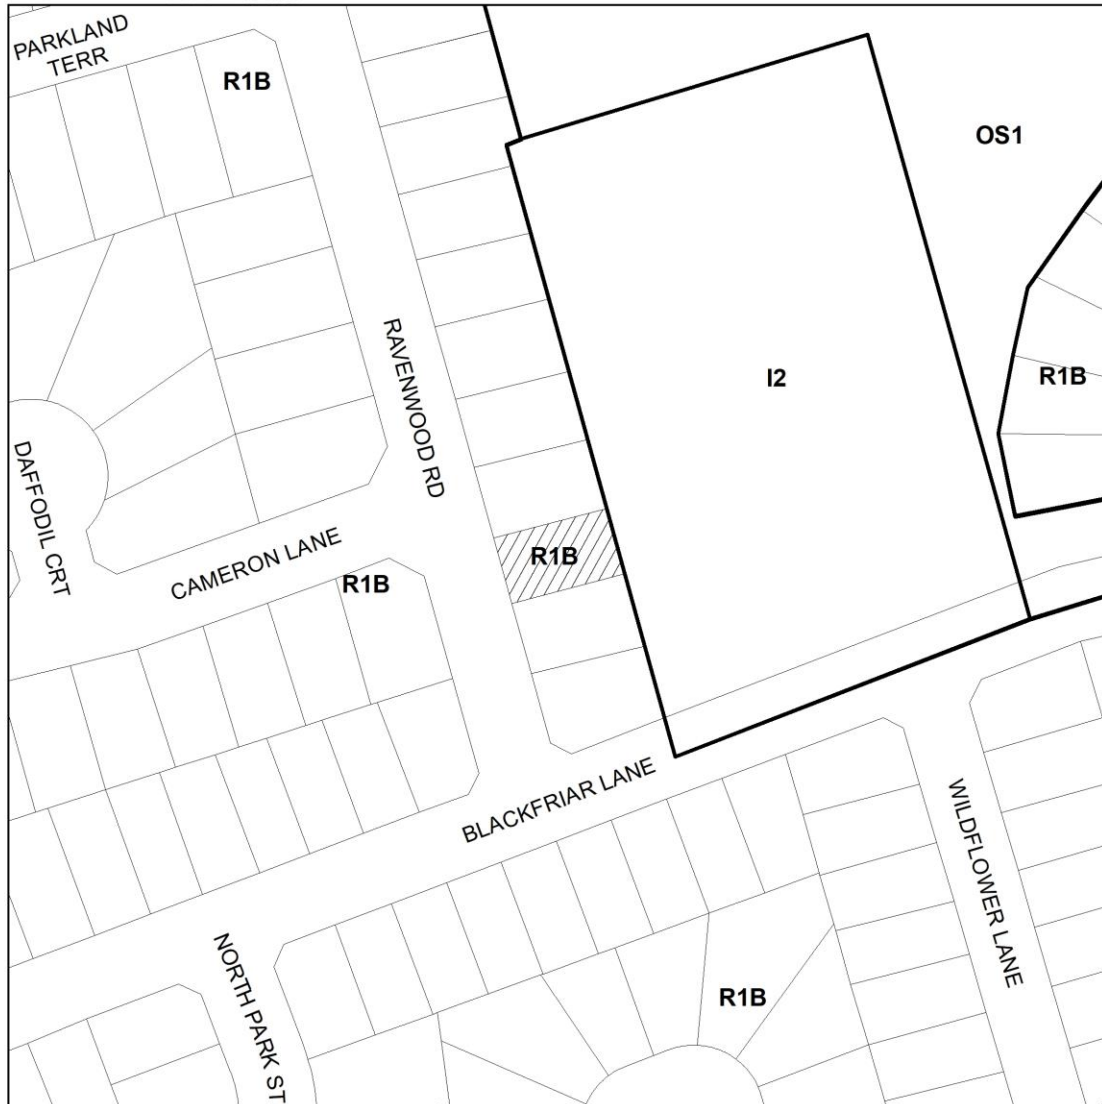 PARKLAND
TERR
R1B
OS1
RAVENWOOD RD
I2
R1B
DAFFODIL CRT
CAMERON LANE
R1B
R1B
BLACKFRIAR LANE
WILDFLOWER LANE
NORTH PARK ST
R1B